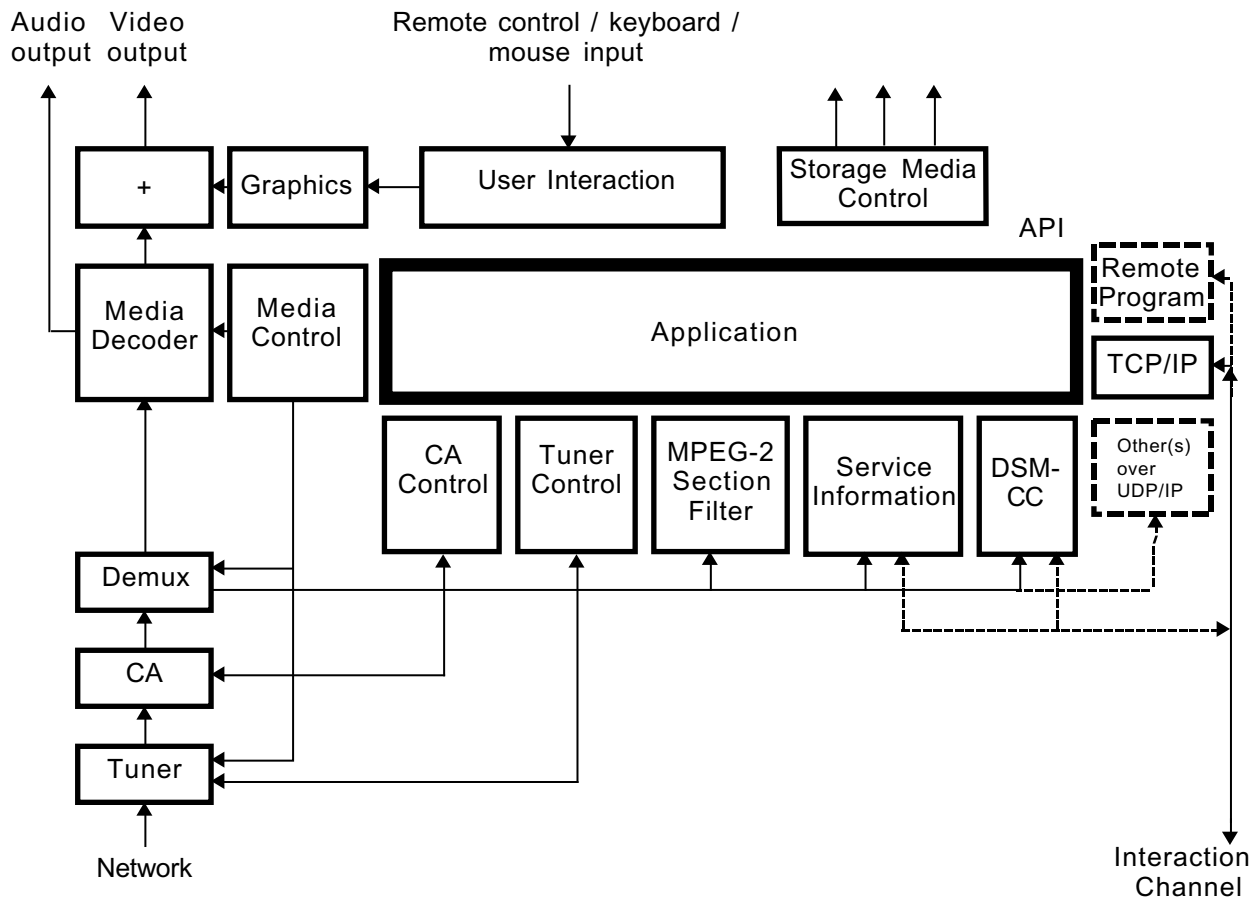 Audio Video
output output
Remote control / keyboard /
mouse input
+
Graphics
User Interaction
Storage Media
Control
API
Media
Decoder
Media
Control
Application
Remote
Program
TCP/IP
CA
Control
Tuner
Control
MPEG-2
Section
Filter
Service
Information
DSM-
CC
Other(s)
over
UDP/IP
Demux
CA
Tuner
Network
Interaction
Channel